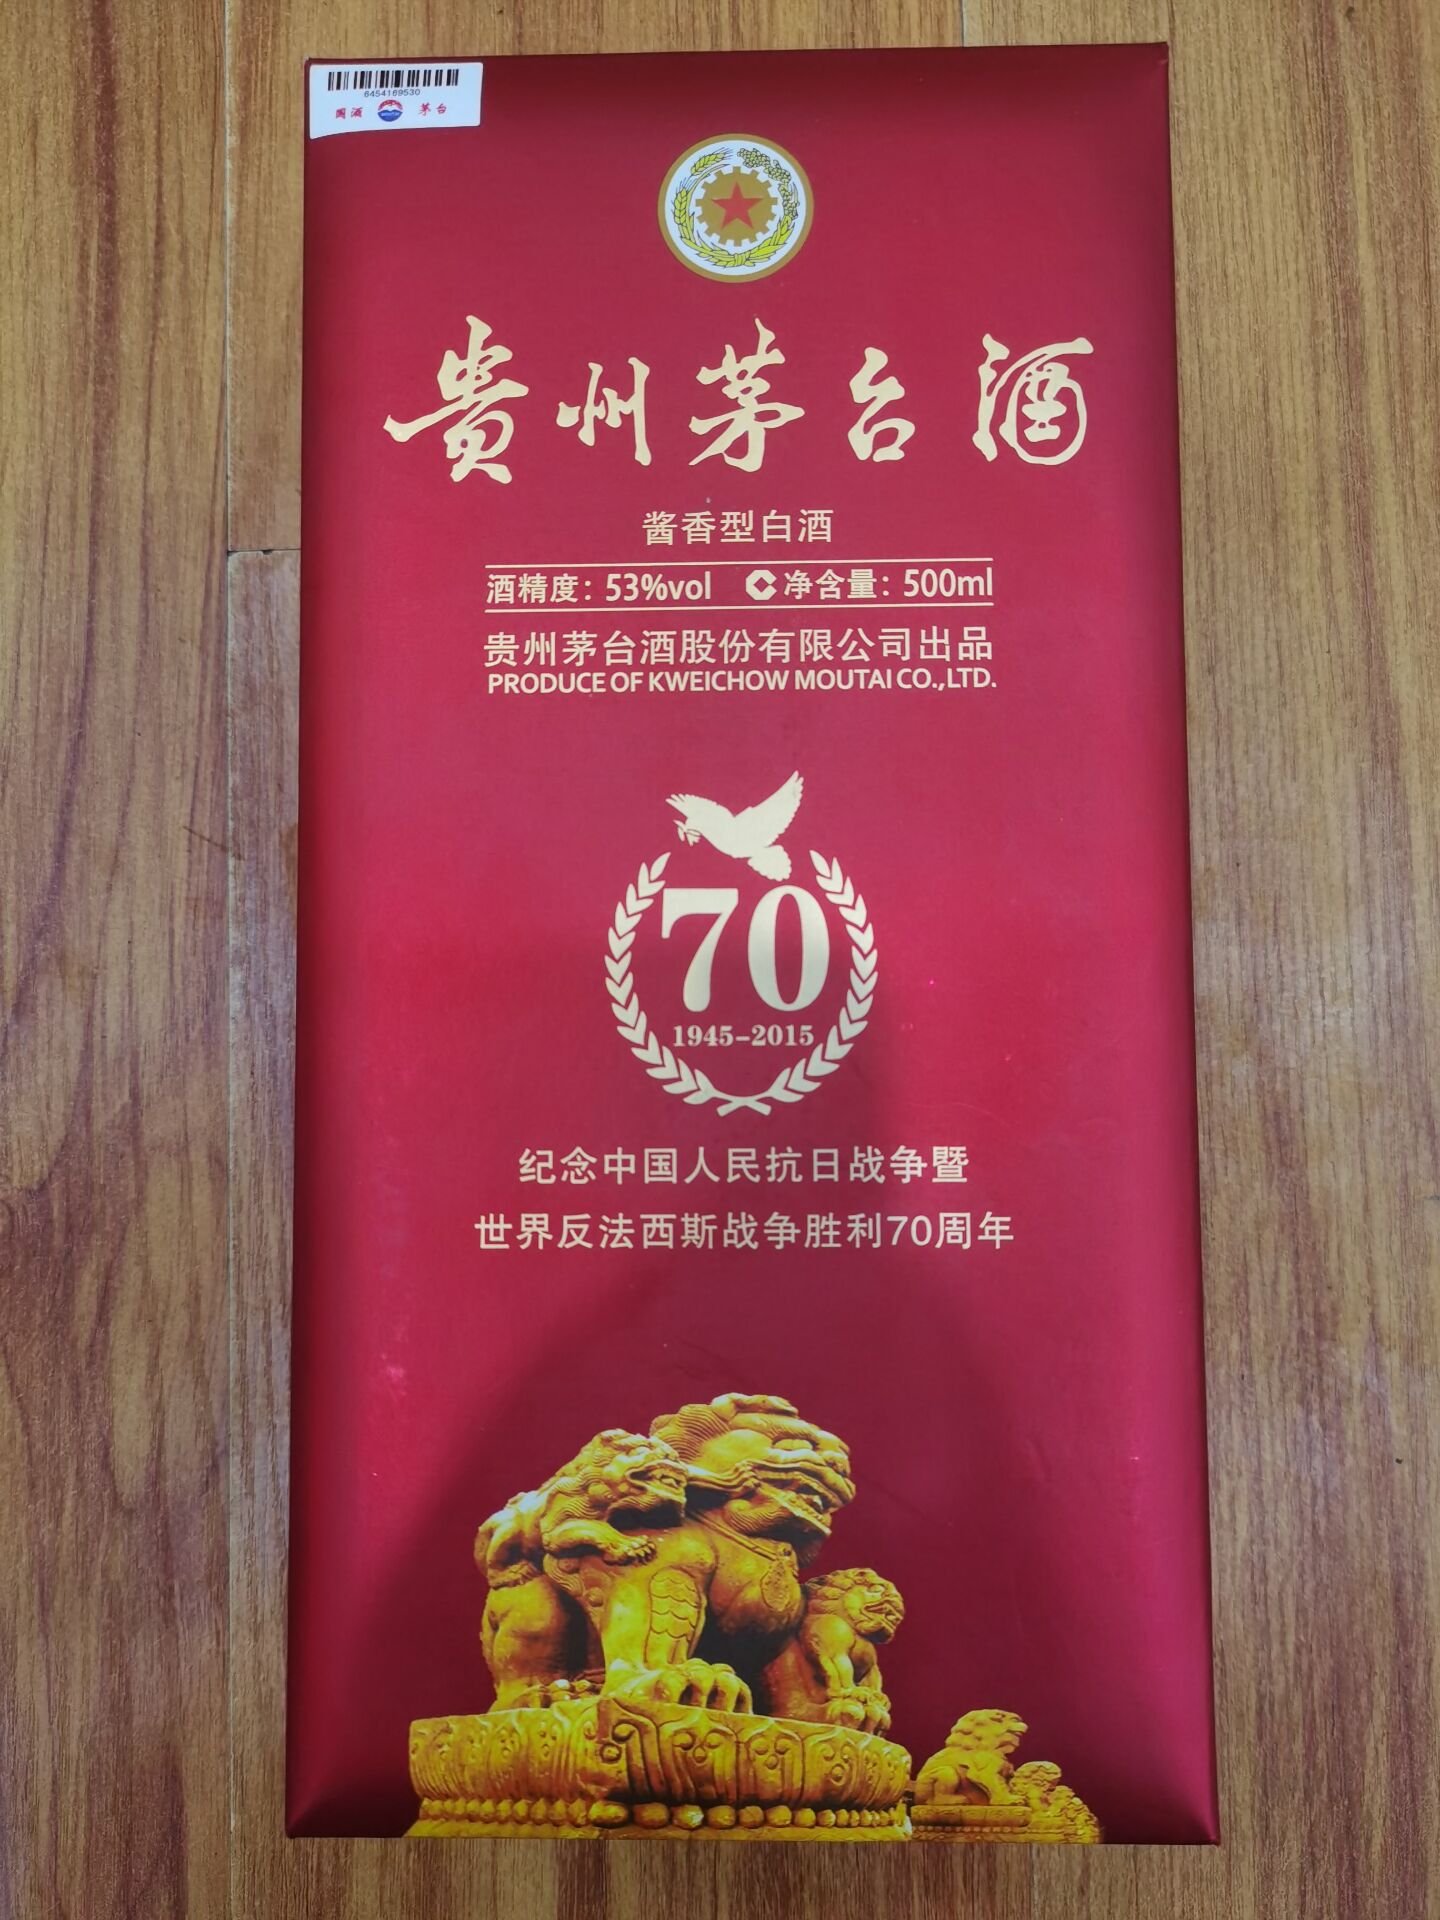 6454169530
国酒 茅台
贵州茅台酒
酱香型白酒
酒精度：53%vol 净含量：500ml
贵州茅台酒股份有限公司出品
PRODUCE OF KWEICHOW MOUTAI CO.,LTD.
70
1945-2015
纪念中国人民抗日战争暨
世界反法西斯战争胜利70周年